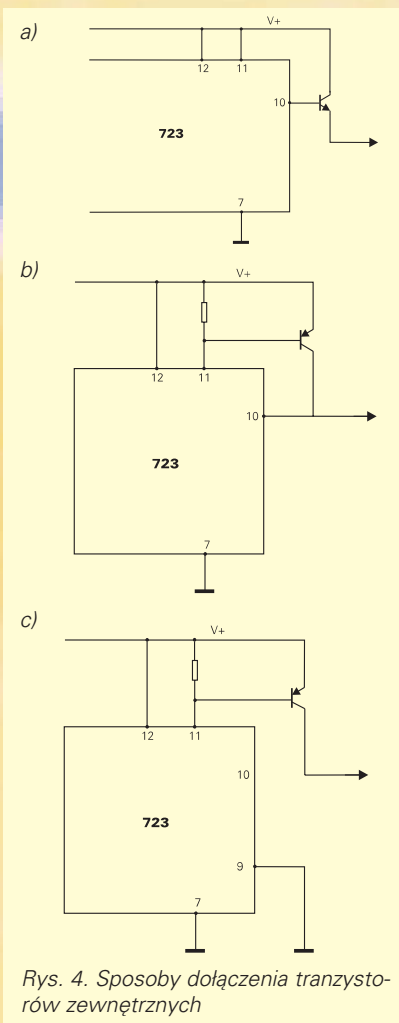 a)
V+
12 11
10
723
7
b)
V+
12 11
10
723
7
c)
V+
12 11
10
723
9
7
Rys. 4. Sposoby dołączenia tranzysto-
rów zewnętrznych